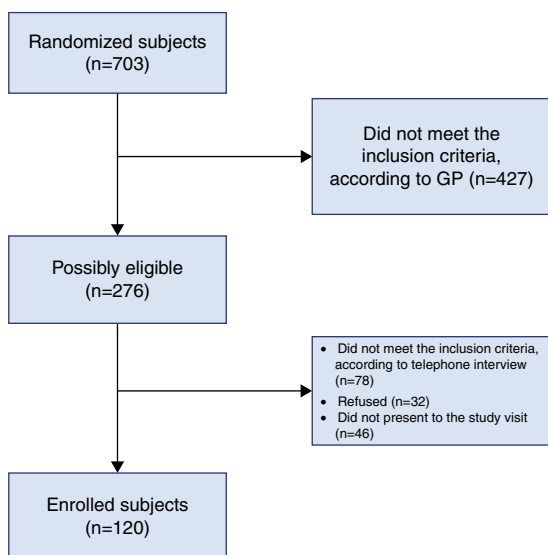 Randomized subjects
(n=703)
Did not meet the
inclusion criteria,
according to GP (n=427)
Possibly eligible
(n=276)
• Did not meet the inclusion criteria,
according to telephone interview
(n=78)
• Refused (n=32)
• Did not present to the study visit
(n=46)
Enrolled subjects
(n=120)